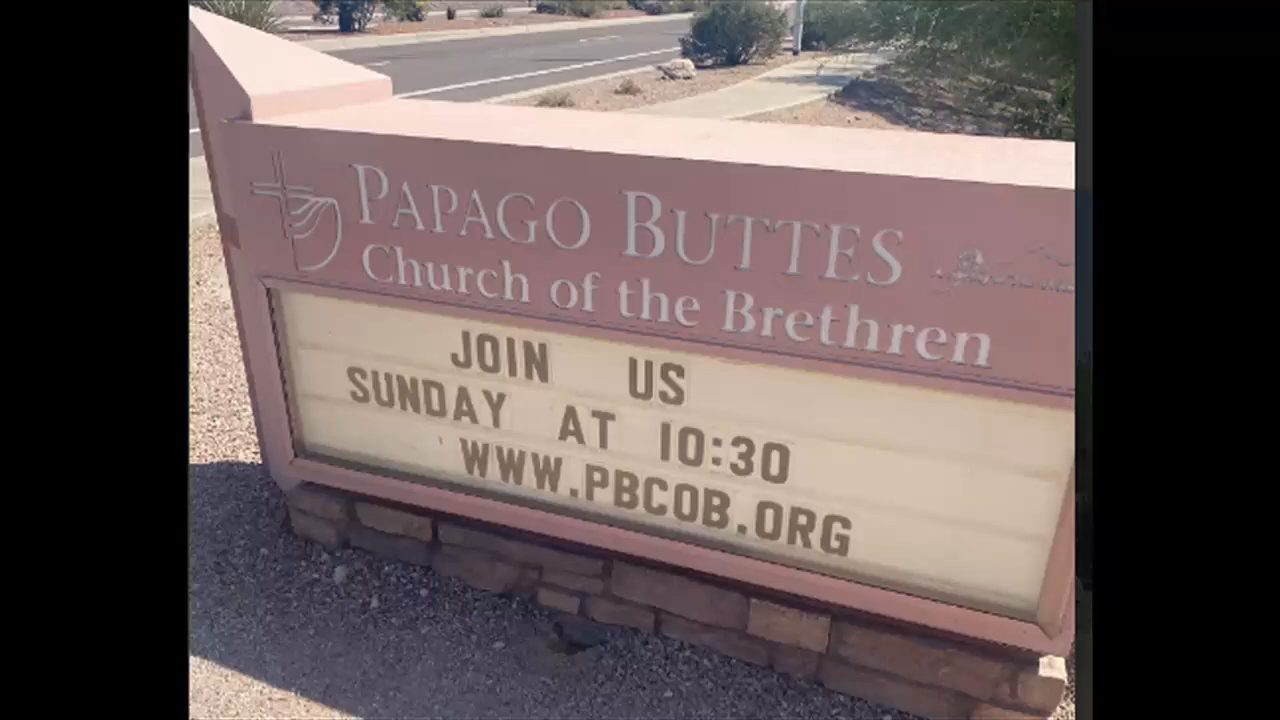 PAPAGO BUTTES
Church of the Brethren
JOIN US
SUNDAY AT 10:30
WWW.PBCOB.ORG